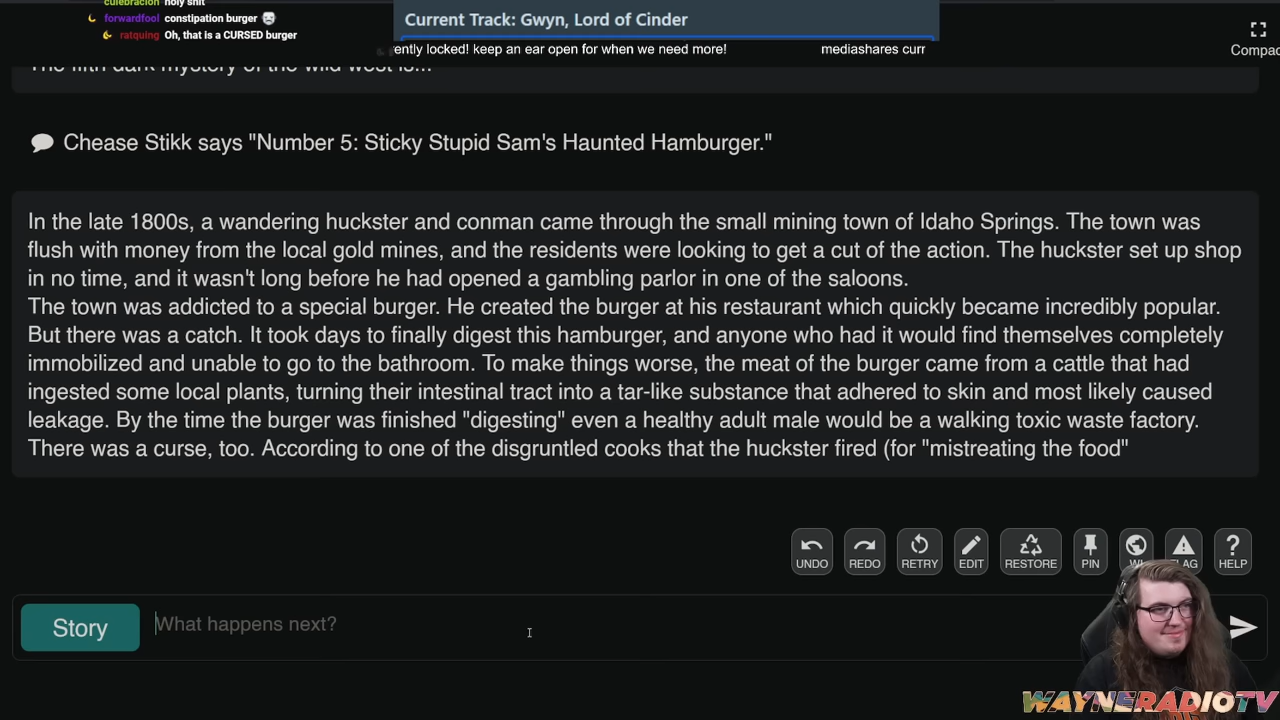 culebracion holy shit
forwardfool constipation burger
ratquing Oh, that is a CURSED burger
Current Track: Gwyn, Lord of Cinder
ently locked! keep an ear open for when we need more! mediashares curr
Compac
The fifth dark mystery of the wild west is...
Chease Stikk says "Number 5: Sticky Stupid Sam's Haunted Hamburger."
In the late 1800s, a wandering huckster and conman came through the small mining town of Idaho Springs. The town was
flush with money from the local gold mines, and the residents were looking to get a cut of the action. The huckster set up shop
in no time, and it wasn't long before he had opened a gambling parlor in one of the saloons.
The town was addicted to a special burger. He created the burger at his restaurant which quickly became incredibly popular.
But there was a catch. It took days to finally digest this hamburger, and anyone who had it would find themselves completely
immobilized and unable to go to the bathroom. To make things worse, the meat of the burger came from a cattle that had
ingested some local plants, turning their intestinal tract into a tar-like substance that adhered to skin and most likely caused
leakage. By the time the burger was finished "digesting" even a healthy adult male would be a walking toxic waste factory.
There was a curse, too. According to one of the disgruntled cooks that the huckster fired (for "mistreating the food"
UNDO REDO RETRY EDIT RESTORE PIN WI FLAG HELP
Story What happens next?
WAYNERADIOTV